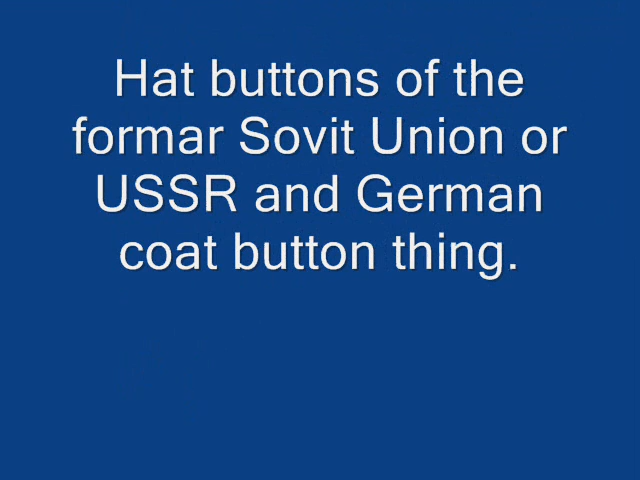 Hat buttons of the
formar Sovit Union or
USSR and German
coat button thing.